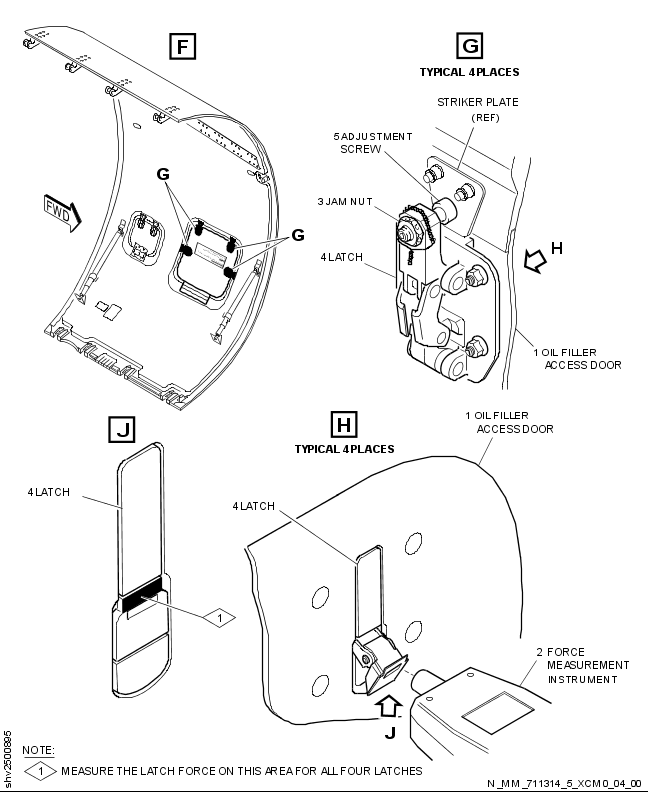 F
G
TYPICAL 4 PLACES
STRIKER PLATE
(REF)
5 ADJUSTMENT
SCREW
3 JAM NUT
4 LATCH
H
1 OIL FILLER
ACCESS DOOR
G
G
FWD
J
4 LATCH
1
H
TYPICAL 4 PLACES
1 OIL FILLER
ACCESS DOOR
4 LATCH
2 FORCE
MEASUREMENT
INSTRUMENT
J
NOTE:
1 MEASURE THE LATCH FORCE ON THIS AREA FOR ALL FOUR LATCHES
shv2500895
N_MM_711314_5_XCM0_04_00